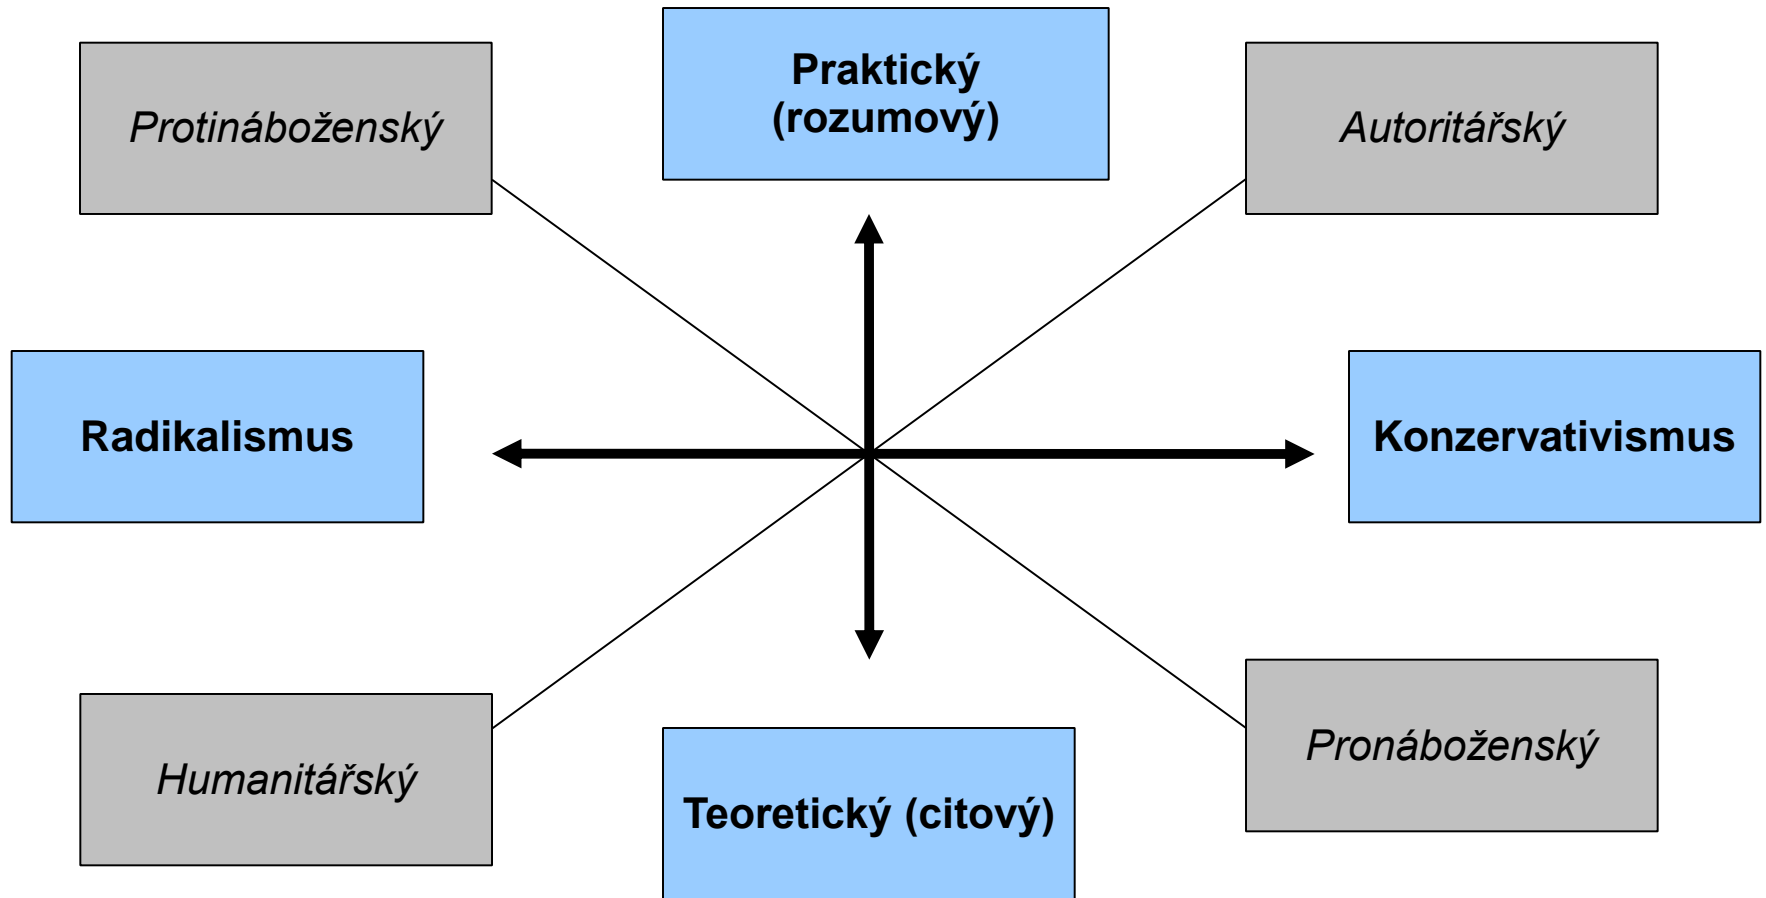 Praktický
(rozumový)
Protináboženský
Autoritářský
Radikalismus
Konzervativismus
Humanitářský
Pronáboženský
Teoretický (citový)